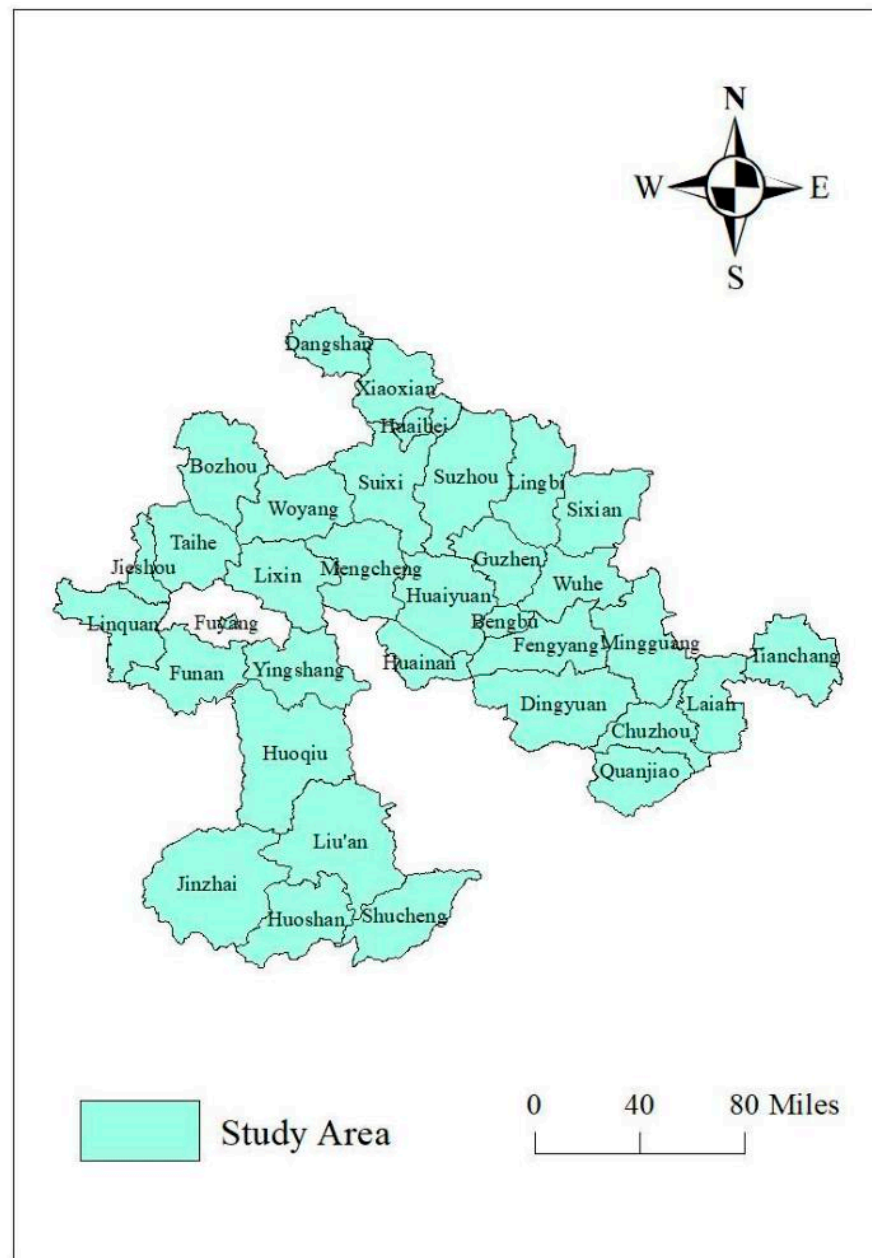 N
W
E
S
Dangshan
Xiaoxian
Huaibei
Bozhou
Suixi
Suzhou
Lingbi
Woyang
Sixian
Taihe
Jieshou
Lixin
Mengcheng
Guzhen
Wuhe
Huaiyuan
Linquan
Fuyang
Bengbu
Fengyang
Mingguang
Tianchang
Funan
Yingshang
Huainan
Dingyuan
Laian
Chuzhou
Huoqiu
Quanjiao
Liu'an
Jinzhai
Huoshan
Shucheng
0 40 80 Miles
Study Area